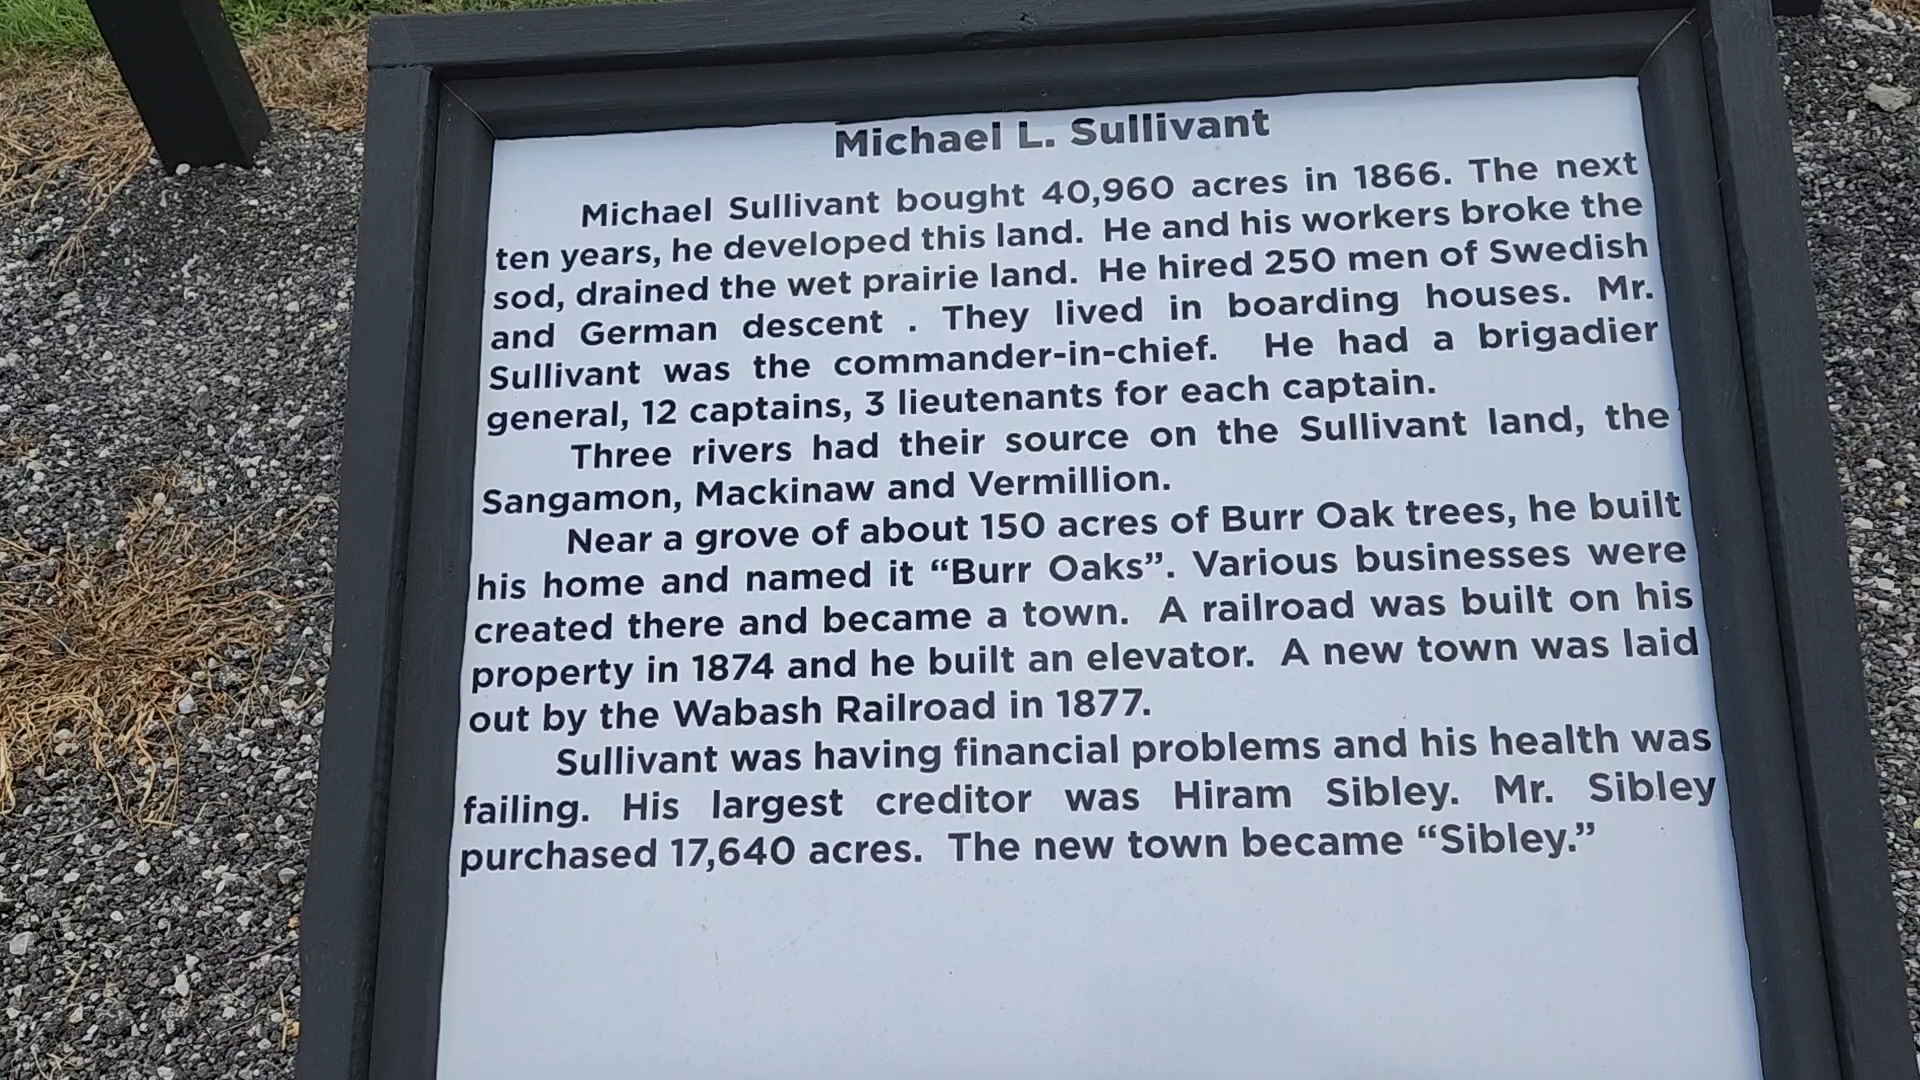 Michael L. Sullivant
Michael Sullivant bought 40,960 acres in 1866. The next
ten years, he developed this land. He and his workers broke the
sod, drained the wet prairie land. He hired 250 men of Swedish
and German descent . They lived in boarding houses. Mr.
Sullivant was the commander-in-chief. He had a brigadier
general, 12 captains, 3 lieutenants for each captain.
Three rivers had their source on the Sullivant land, the
Sangamon, Mackinaw and Vermillion.
Near a grove of about 150 acres of Burr Oak trees, he built
his home and named it “Burr Oaks”. Various businesses were
created there and became a town. A railroad was built on his
property in 1874 and he built an elevator. A new town was laid
out by the Wabash Railroad in 1877.
Sullivant was having financial problems and his health was
failing. His largest creditor was Hiram Sibley. Mr. Sibley
purchased 17,640 acres. The new town became “Sibley.”